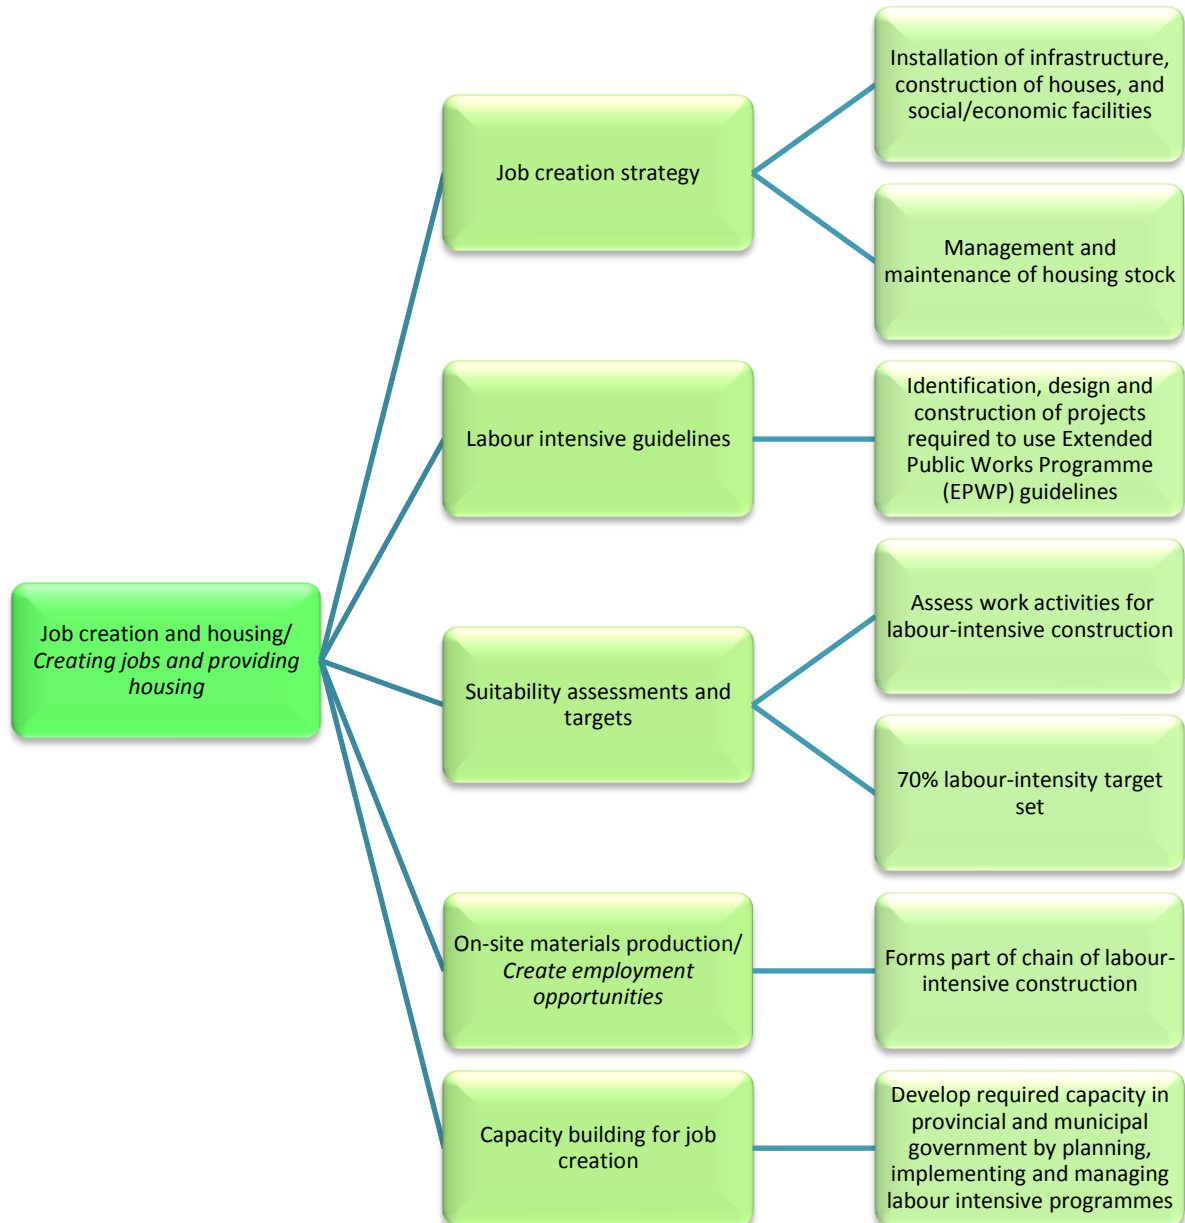 Installation of infrastructure,
construction of houses, and
social/economic facilities
Job creation strategy
Management and
maintenance of housing stock
Labour intensive guidelines
Identification, design and
construction of projects
required to use Extended
Public Works Programme
(EPWP) guidelines
Job creation and housing/
Creating jobs and providing
housing
Assess work activities for
labour-intensive construction
Suitability assessments and
targets
70% labour-intensity target
set
On-site materials production/
Create employment
opportunities
Forms part of chain of labour-
intensive construction
Capacity building for job
creation
Develop required capacity in
provincial and municipal
government by planning,
implementing and managing
labour intensive programmes